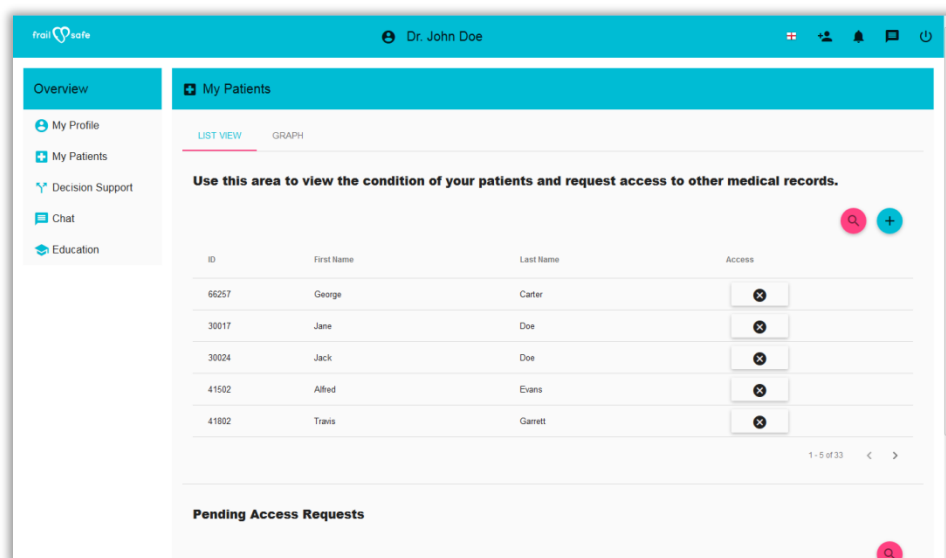 frail safe
Dr. John Doe
Overview
My Profile
My Patients
Decision Support
Chat
Education
My Patients
LIST VIEW GRAPH
Use this area to view the condition of your patients and request access to other medical records.
ID First Name Last Name Access
66257 George Carter
30017 Jane Doe
30024 Jack Doe
41502 Alfred Evans
41802 Travis Garrett
1 - 5 of 33
Pending Access Requests